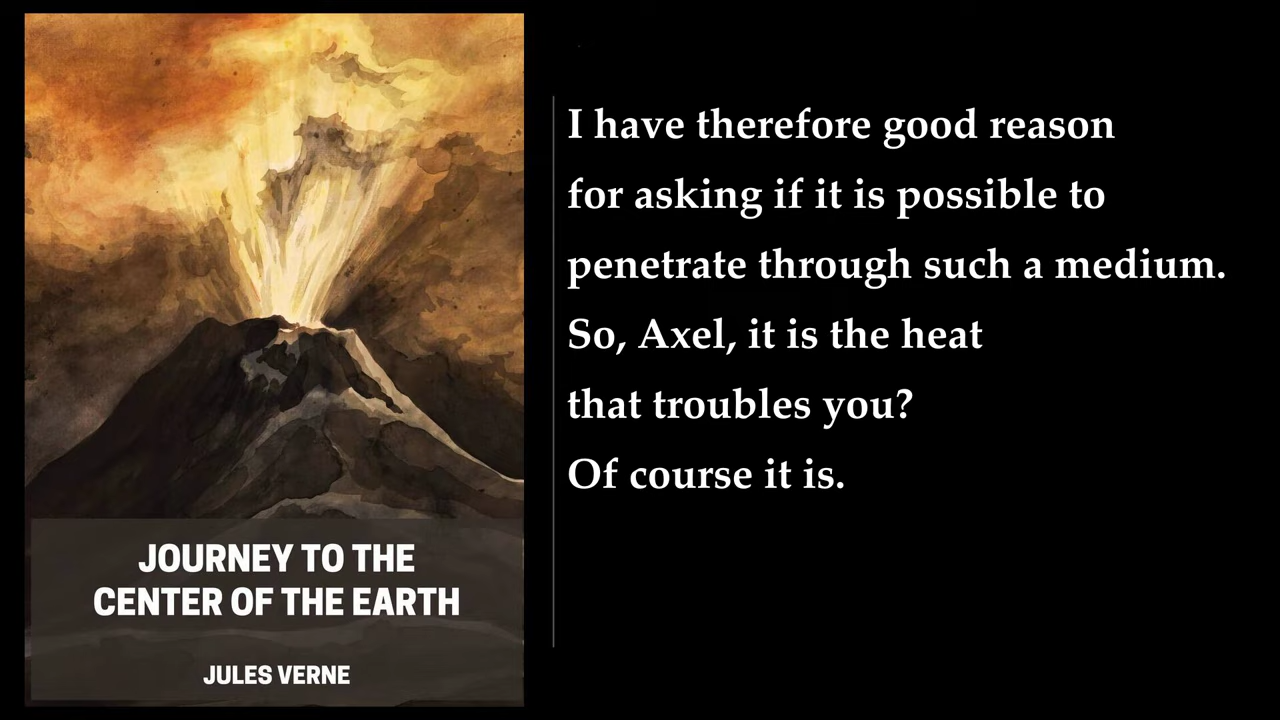 JOURNEY TO THE
CENTER OF THE EARTH
JULES VERNE
I have therefore good reason
for asking if it is possible to
penetrate through such a medium.
So, Axel, it is the heat
that troubles you?
Of course it is.